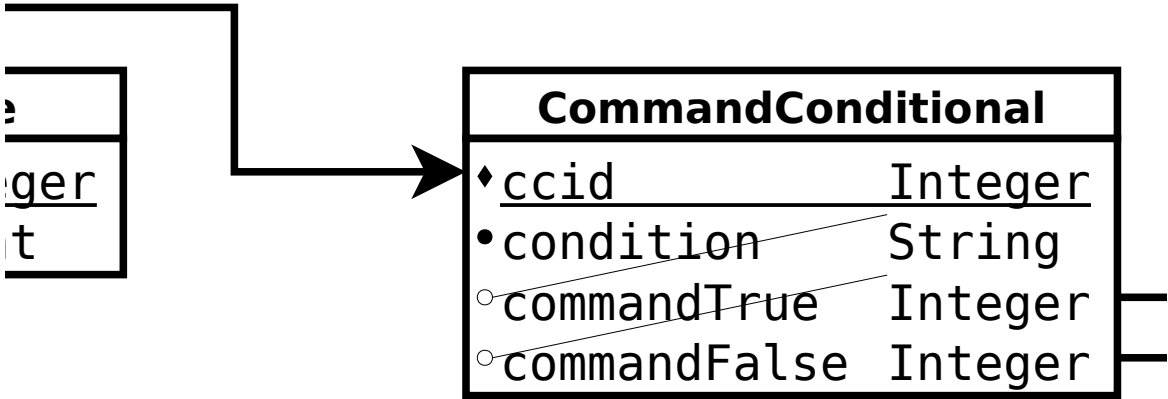 CommandConditional
ccid Integer
condition String
commandTrue Integer
commandFalse Integer